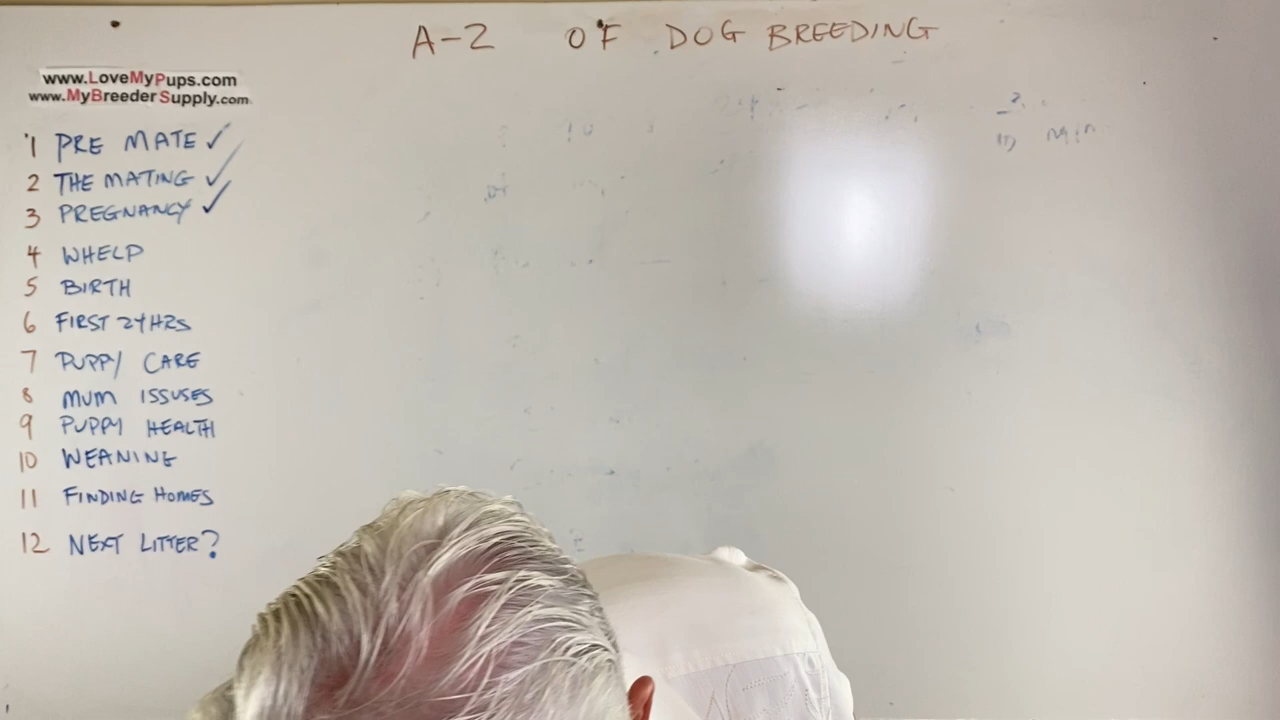 A-Z OF DOG BREEDING
www.LoveMyPups.com
www.MyBreederSupply.com
1 PRE MATE ✓
2 THE MATING ✓
3 PREGNANCY ✓
4 WHELP
5 BIRTH
6 FIRST 24HRS
7 PUPPY CARE
8 MUM ISSUSES
9 PUPPY HEALTH
10 WEANING
11 FINDING HOMES
12 NEXT LITTER?